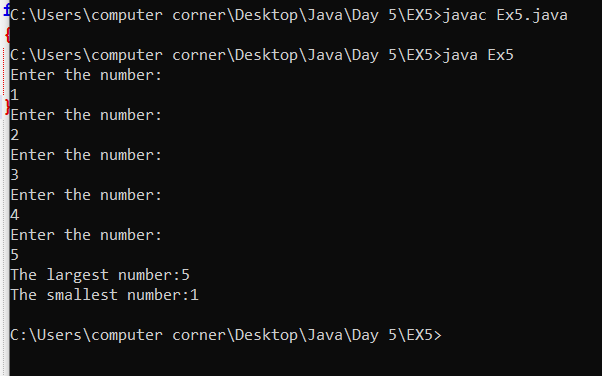 C:\Users\computer corner\Desktop\Java\Day 5\EX5>javac Ex5.java
C:\Users\computer corner\Desktop\Java\Day 5\EX5>java Ex5
Enter the number:
1
Enter the number:
2
Enter the number:
3
Enter the number:
4
Enter the number:
5
The largest number:5
The smallest number:1
C:\Users\computer corner\Desktop\Java\Day 5\EX5>